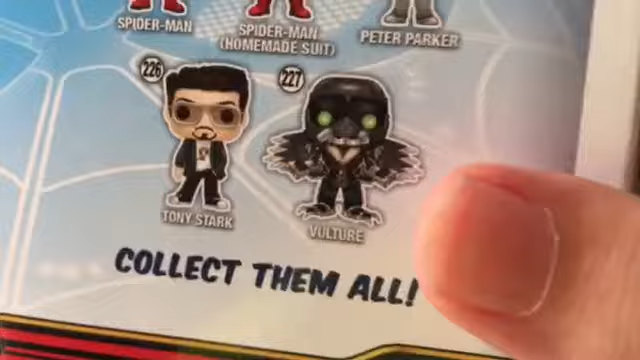 SPIDER-MAN
SPIDER-MAN
(HOMEMADE SUIT)
PETER PARKER
226
227
TONY STARK
VULTURE
COLLECT THEM ALL!